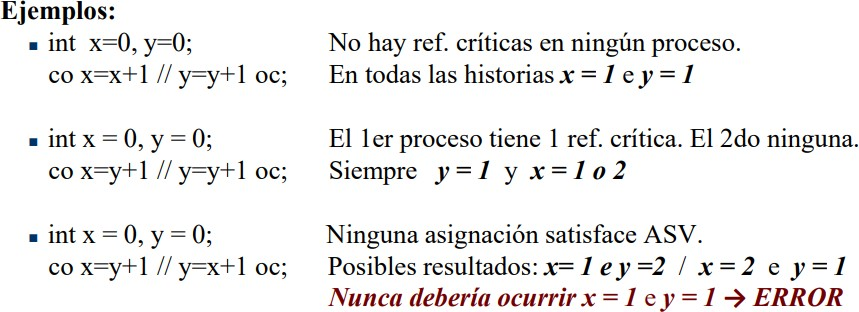 Ejemplos:
▪ int x=0, y=0; No hay ref. críticas en ningún proceso.
co x=x+1 // y=y+1 oc; En todas las historias x = 1 e y = 1
▪ int x = 0, y = 0; El 1er proceso tiene 1 ref. crítica. El 2do ninguna.
co x=y+1 // y=y+1 oc; Siempre y = 1 y x = 1 o 2
▪ int x = 0, y = 0; Ninguna asignación satisface ASV.
co x=y+1 // y=x+1 oc; Posibles resultados: x= 1 e y =2 / x = 2 e y = 1
Nunca debería ocurrir x = 1 e y = 1 → ERROR